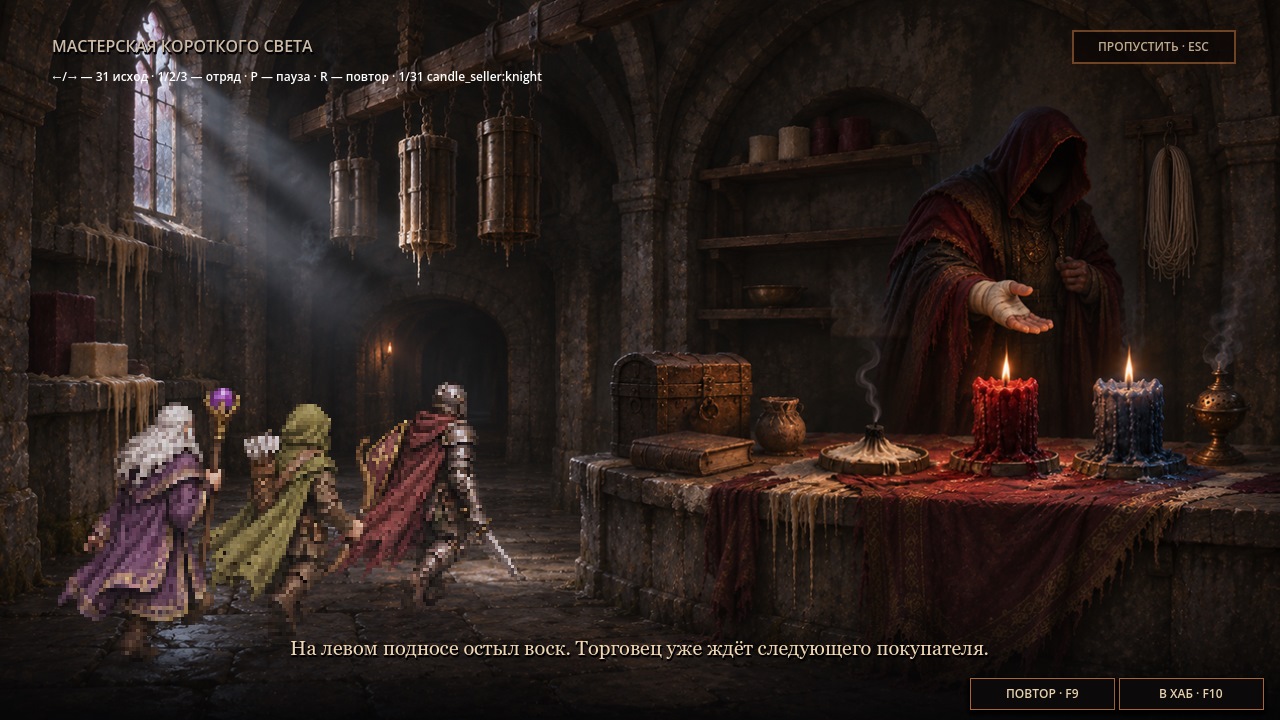 МАСТЕРСКАЯ КОРОТКОГО СВЕТА
ПРОПУСТИТЬ · ESC
←/→ — 31 исход · 1/2/3 — отряд · P — пауза · R — повтор · 1/31 candle_seller:knight
На левом подносе остыл воск. Торговец уже ждёт следующего покупателя.
ПОВТОР · F9
В ХАБ · F10